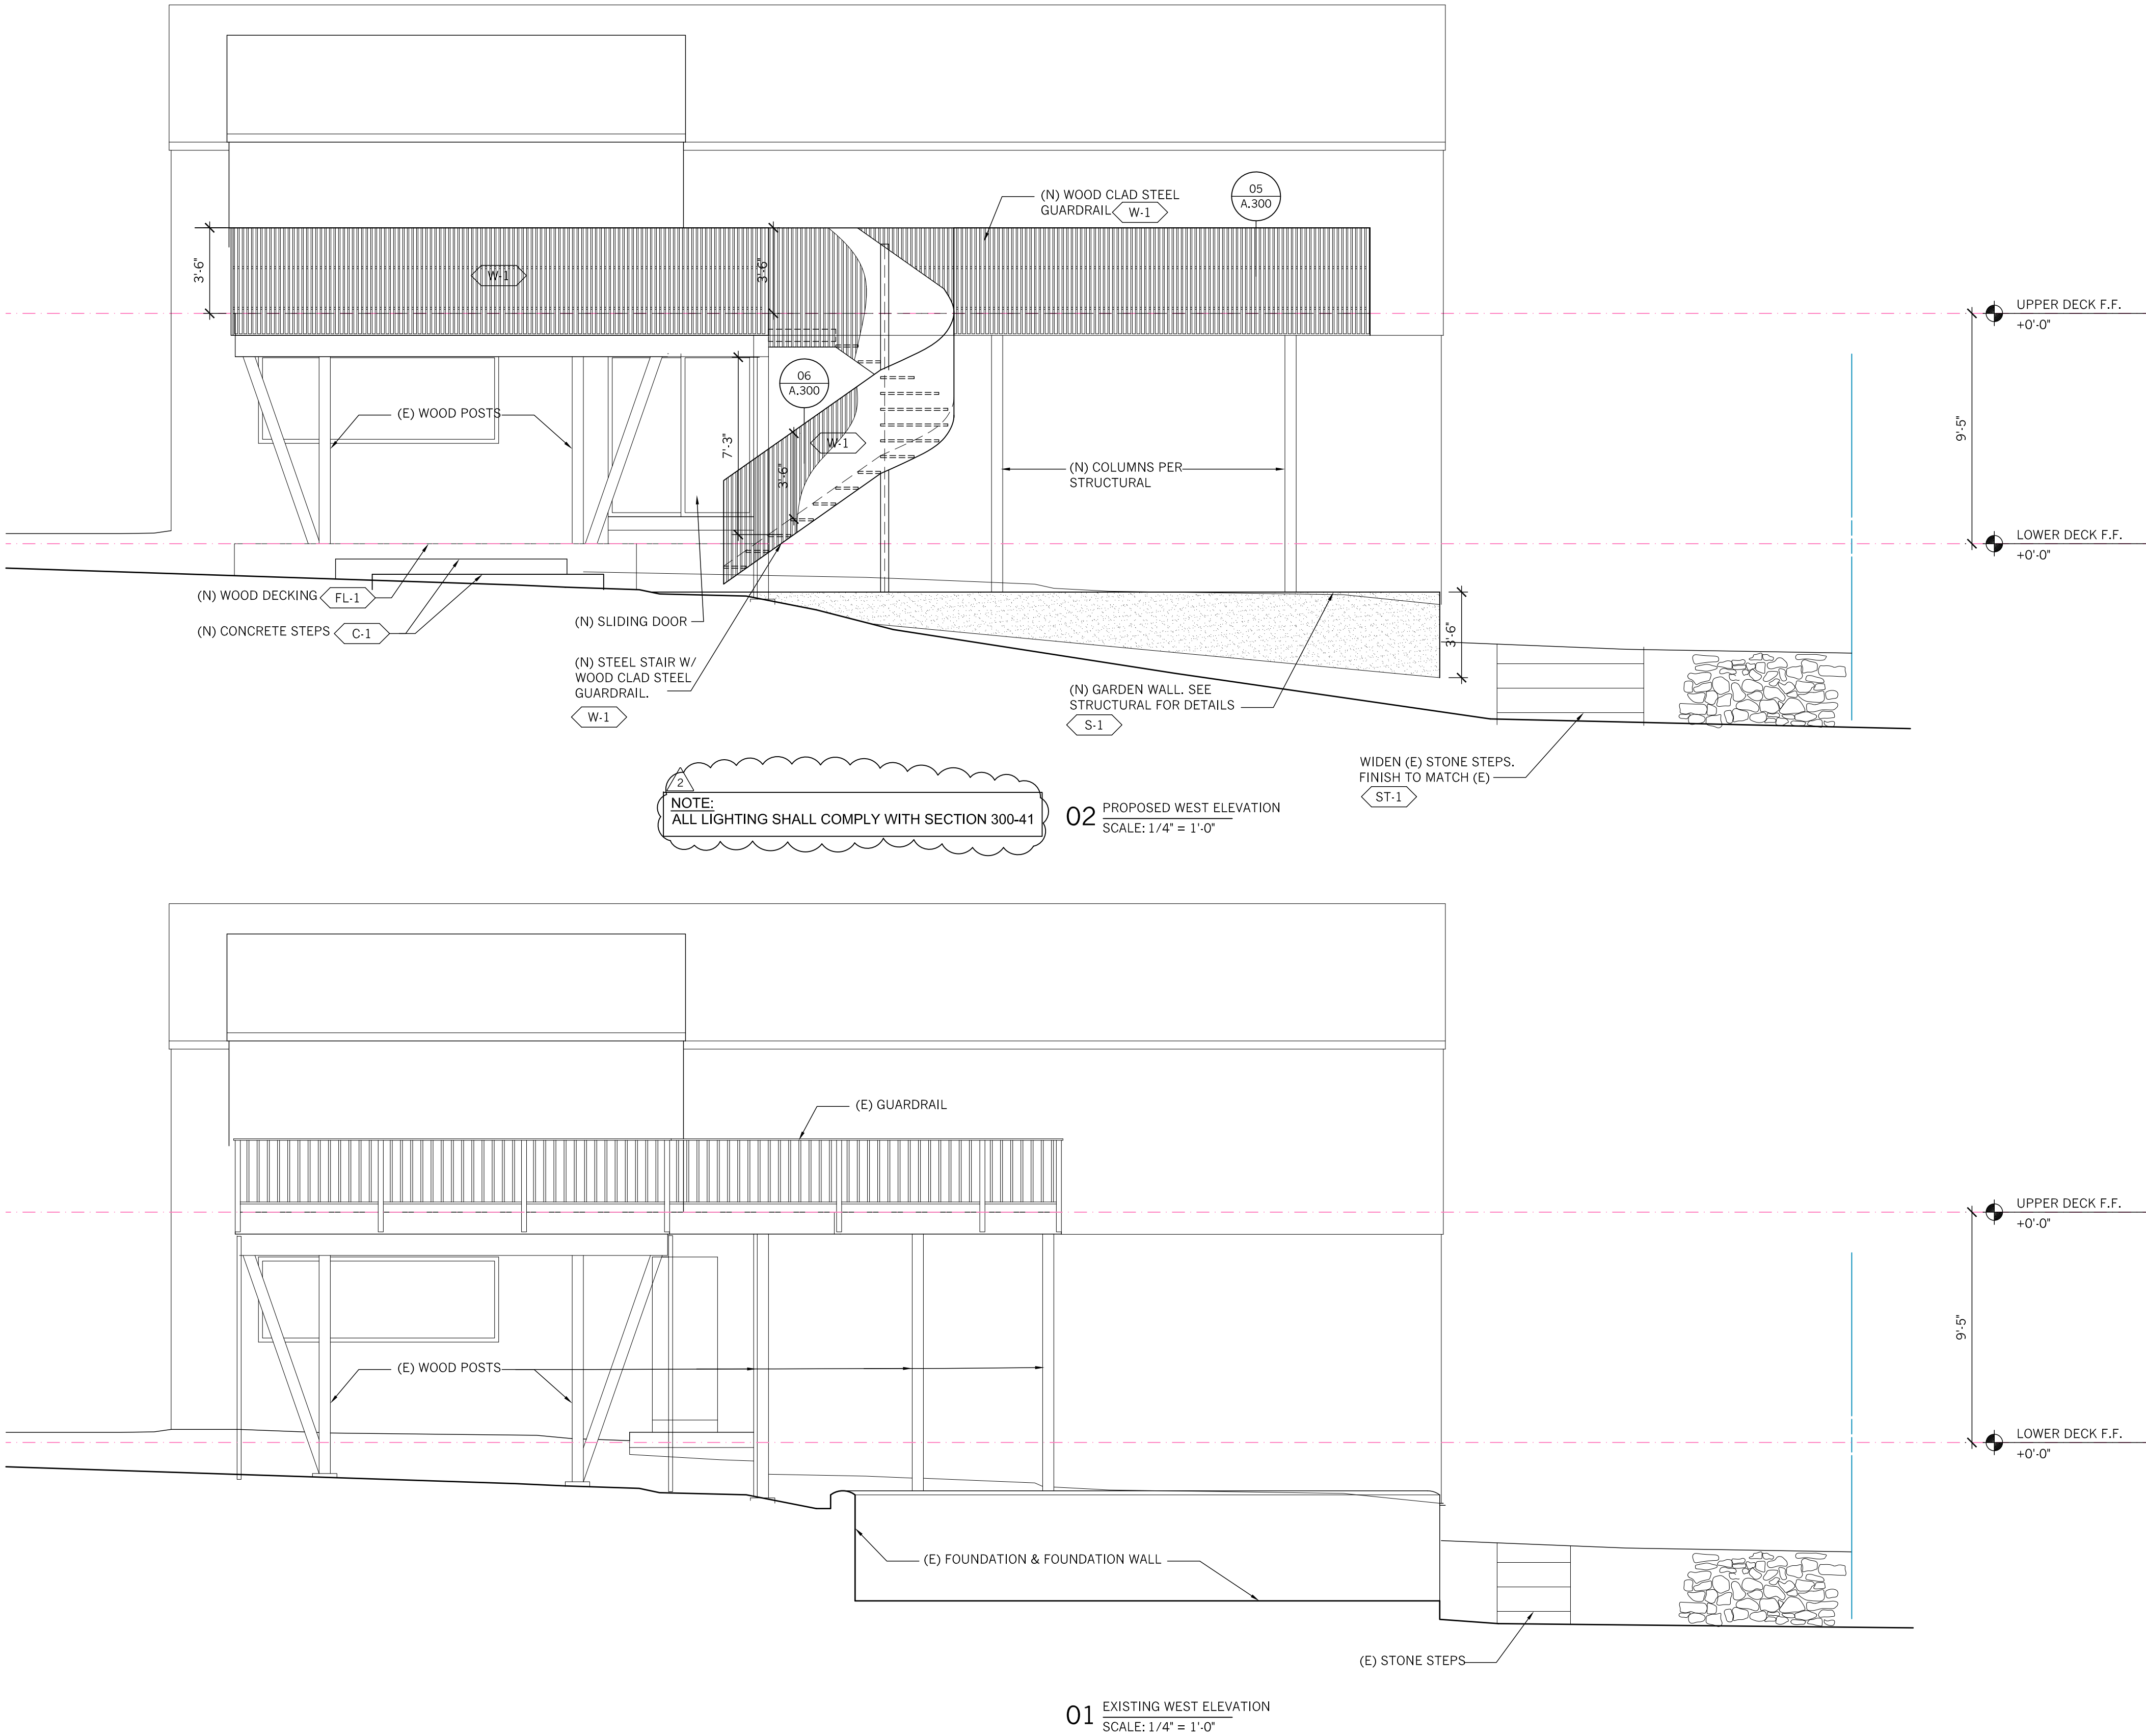 (N) WOOD CLAD STEEL
GUARDRAIL
W-1
05
A.300
3'-6"
W-1
3'-6"
UPPER DECK F.F.
+0'-0"
06
A.300
(E) WOOD POSTS
7'-3"
W-1
3'-6"
(N) COLUMNS PER
STRUCTURAL
9'-5"
LOWER DECK F.F.
+0'-0"
(N) WOOD DECKING
FL-1
(N) CONCRETE STEPS
C-1
(N) SLIDING DOOR
3'-6"
(N) STEEL STAIR W/
WOOD CLAD STEEL
GUARDRAIL.
W-1
(N) GARDEN WALL. SEE
STRUCTURAL FOR DETAILS
S-1
WIDEN (E) STONE STEPS.
FINISH TO MATCH (E)
ST-1
2
NOTE:
ALL LIGHTING SHALL COMPLY WITH SECTION 300-41
02 PROPOSED WEST ELEVATION
SCALE: 1/4" = 1'-0"
(E) GUARDRAIL
UPPER DECK F.F.
+0'-0"
9'-5"
(E) WOOD POSTS
LOWER DECK F.F.
+0'-0"
(E) FOUNDATION & FOUNDATION WALL
(E) STONE STEPS
01 EXISTING WEST ELEVATION
SCALE: 1/4" = 1'-0"